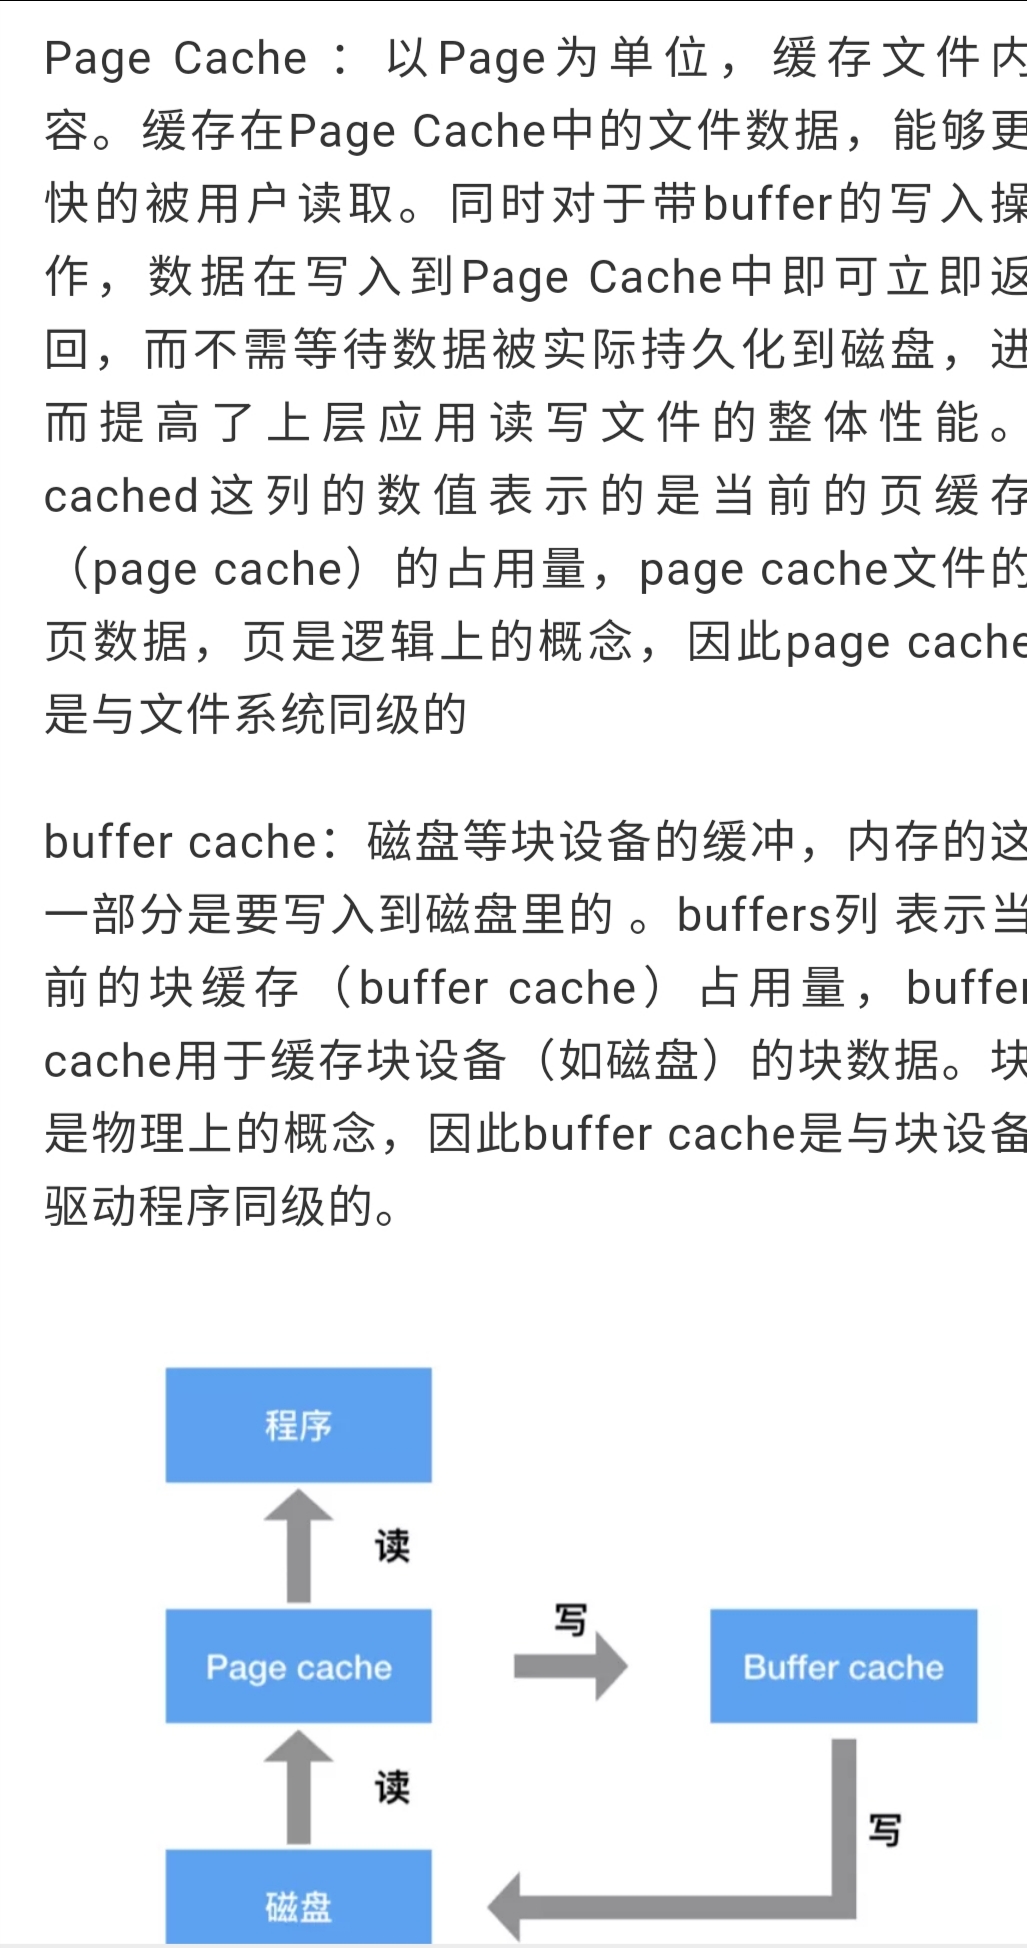 Page Cache ：以Page为单位，缓存文件内
容。缓存在Page Cache中的文件数据，能够更
快的被用户读取。同时对于带buffer的写入操
作，数据在写入到Page Cache中即可立即返
回，而不需等待数据被实际持久化到磁盘，进
而提高了上层应用读写文件的整体性能。
cached这列的数值表示的是当前的页缓存
（page cache）的占用量，page cache文件的
页数据，页是逻辑上的概念，因此page cache
是与文件系统同级的
buffer cache：磁盘等块设备的缓冲，内存的这
一部分是要写入到磁盘里的 。buffers列 表示当
前的块缓存（buffer cache）占用量，buffer
cache用于缓存块设备（如磁盘）的块数据。块
是物理上的概念，因此buffer cache是与块设备
驱动程序同级的。
程序
读
写
Page cache
Buffer cache
读
写
磁盘